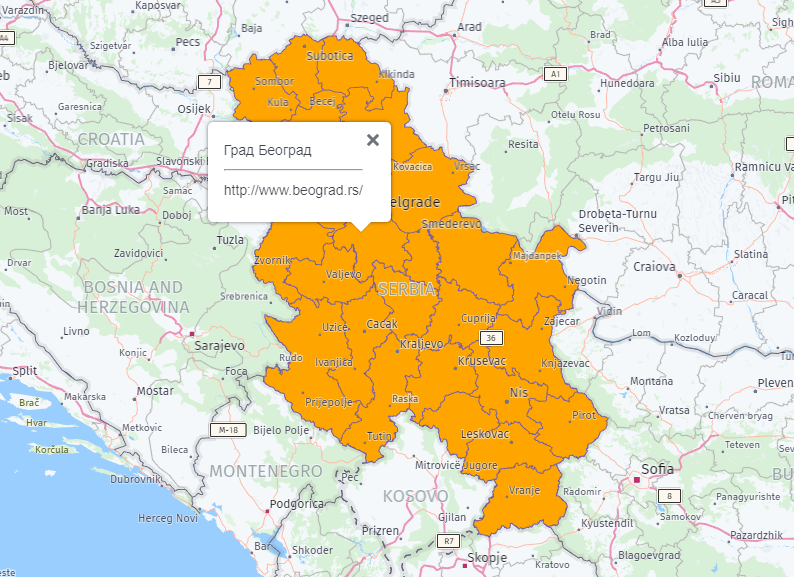 Varazdin
Kaposvar
Szeged
Arad
Baja
Brad
Szigetvar
Pecs
Subotica
Alba Iulia
A4
Bjelovar
7
Sombor
Kikinda
Timisoara
A1
Hunedoara
Sibiu
ROMA
Garesnica
Kula
Becej
Osijek
Sisak
Otelu Rosu
Petrosani
CROATIA
Град Београд
Resita
Gradiska
Slavonski
Kovacica
Vrsac
Ramnicu V
Targu Jiu
Samac
http://www.beograd.rs/
elgrade
Most
Banja Luka
Doboj
Smederevo
Drobeta-Turnu
Severin
Tuzla
Zavidovici
Zvornik
Majdanpek
Slatina
Drvar
Valjevo
Craiova
Negotin
BOSNIA AND
HERZEGOVINA
Srebrenica
SERBIA
Caracal
Vidin
Livno
Uzice
Cacak
Cuprija
Zajecar
Lom
Kozloduy
36
Sarajevo
Konjic
Kraljevo
Rudo
Ivanjica
Krusevac
Knjazevac
Split
Foca
Montana
Pleven
Mostar
Brač
Makarska
Prijepolje
Raska
Nis
Vratsa
Cherven bryag
Hvar
Pirot
Metkovic
M-18
Bijelo Polje
Tutin
Leskovac
Korčula
Bileca
Teteven
MONTENEGRO
Mitrovicë
Jugore
Sofia
Dubrovnik
Pec
BU
KOSOVO
Vranje
Radomir
8
Panagyurishte
Podgorica
Herceg Novi
Gjilan
Kyustendil
Samokov
Prizren
Pazardzhik
Bar
Shkoder
R7
Skopje
Kratovo
Blagoevgrad